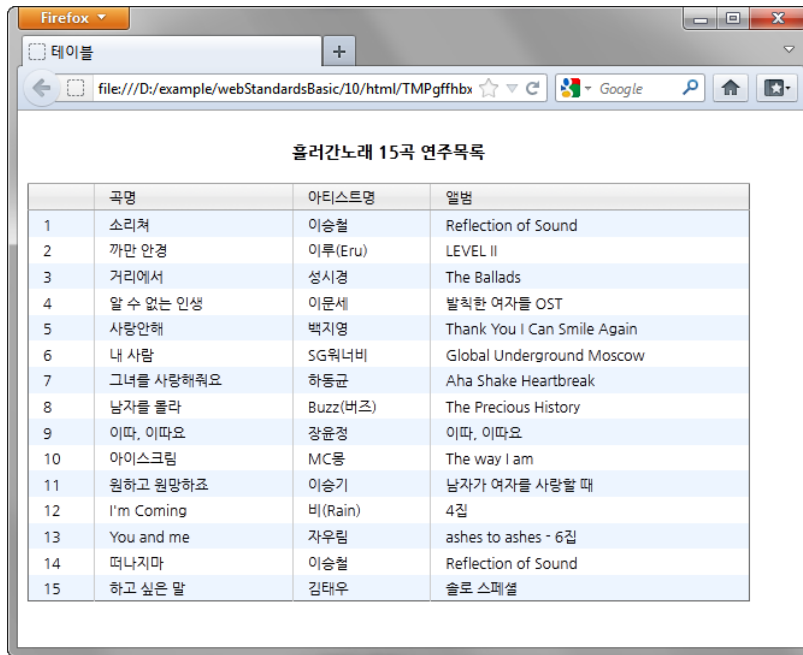 Firefox
테이블
file:///D:/example/webStandardsBasic/10/html/TMPgffhbx
Google
흘러간노래 15곡 연주목록
곡명 아티스트명 앨범
1 소리쳐 이승철 Reflection of Sound
2 까만 안경 이루(Eru) LEVEL II
3 거리에서 성시경 The Ballads
4 알 수 없는 인생 이문세 발칙한 여자들 OST
5 사랑안해 백지영 Thank You I Can Smile Again
6 내 사람 SG워너비 Global Underground Moscow
7 그녀를 사랑해줘요 하동균 Aha Shake Heartbreak
8 남자를 몰라 Buzz(버즈) The Precious History
9 이따, 이따요 장윤정 이따, 이따요
10 아이스크림 MC몽 The way I am
11 원하고 원망하죠 이승기 남자가 여자를 사랑할 때
12 I'm Coming 비(Rain) 4집
13 You and me 자우림 ashes to ashes - 6집
14 떠나지마 이승철 Reflection of Sound
15 하고 싶은 말 김태우 솔로 스페셜